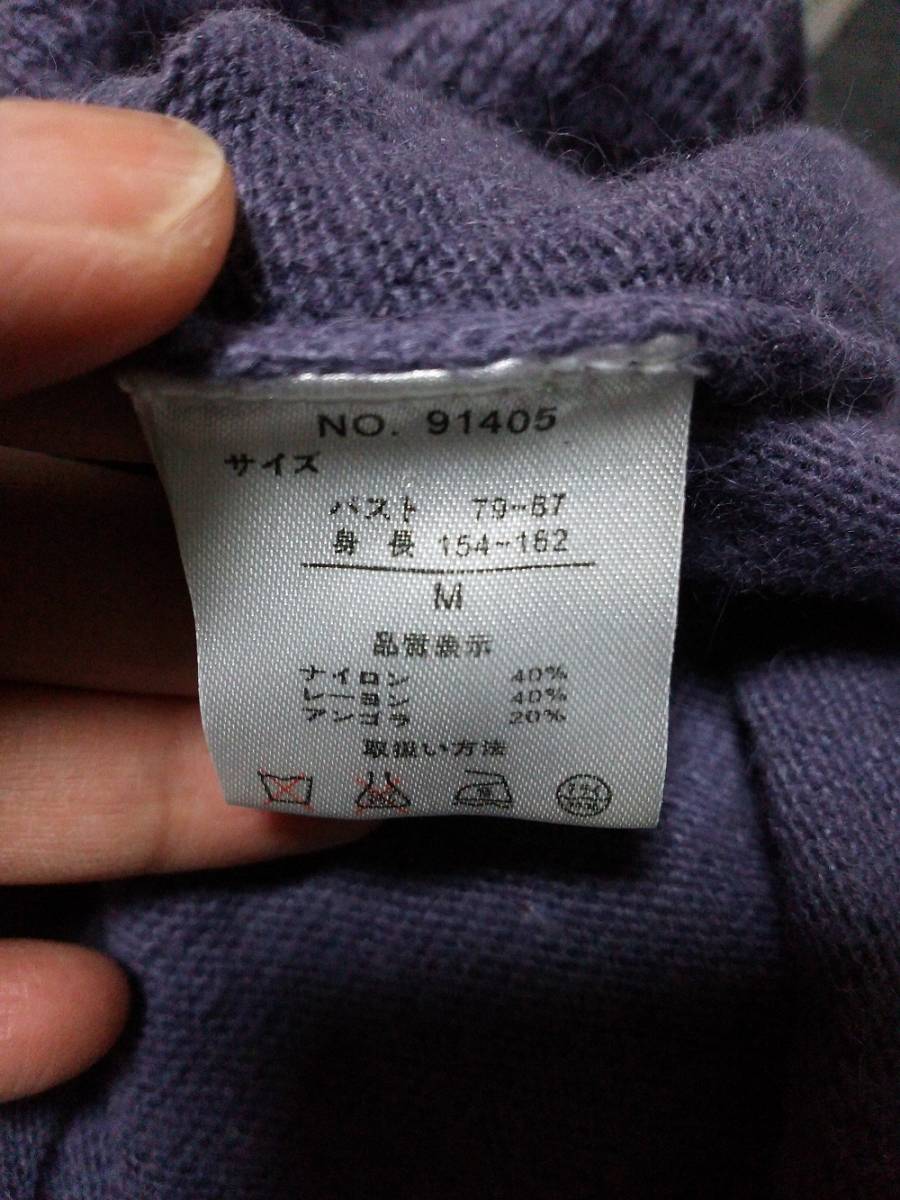 NO. 91405
サイズ
バスト 79~87
身長 154~162
M
品質表示
ナイロン 40%
レーヨン 40%
アンゴラ 20%
取扱い方法